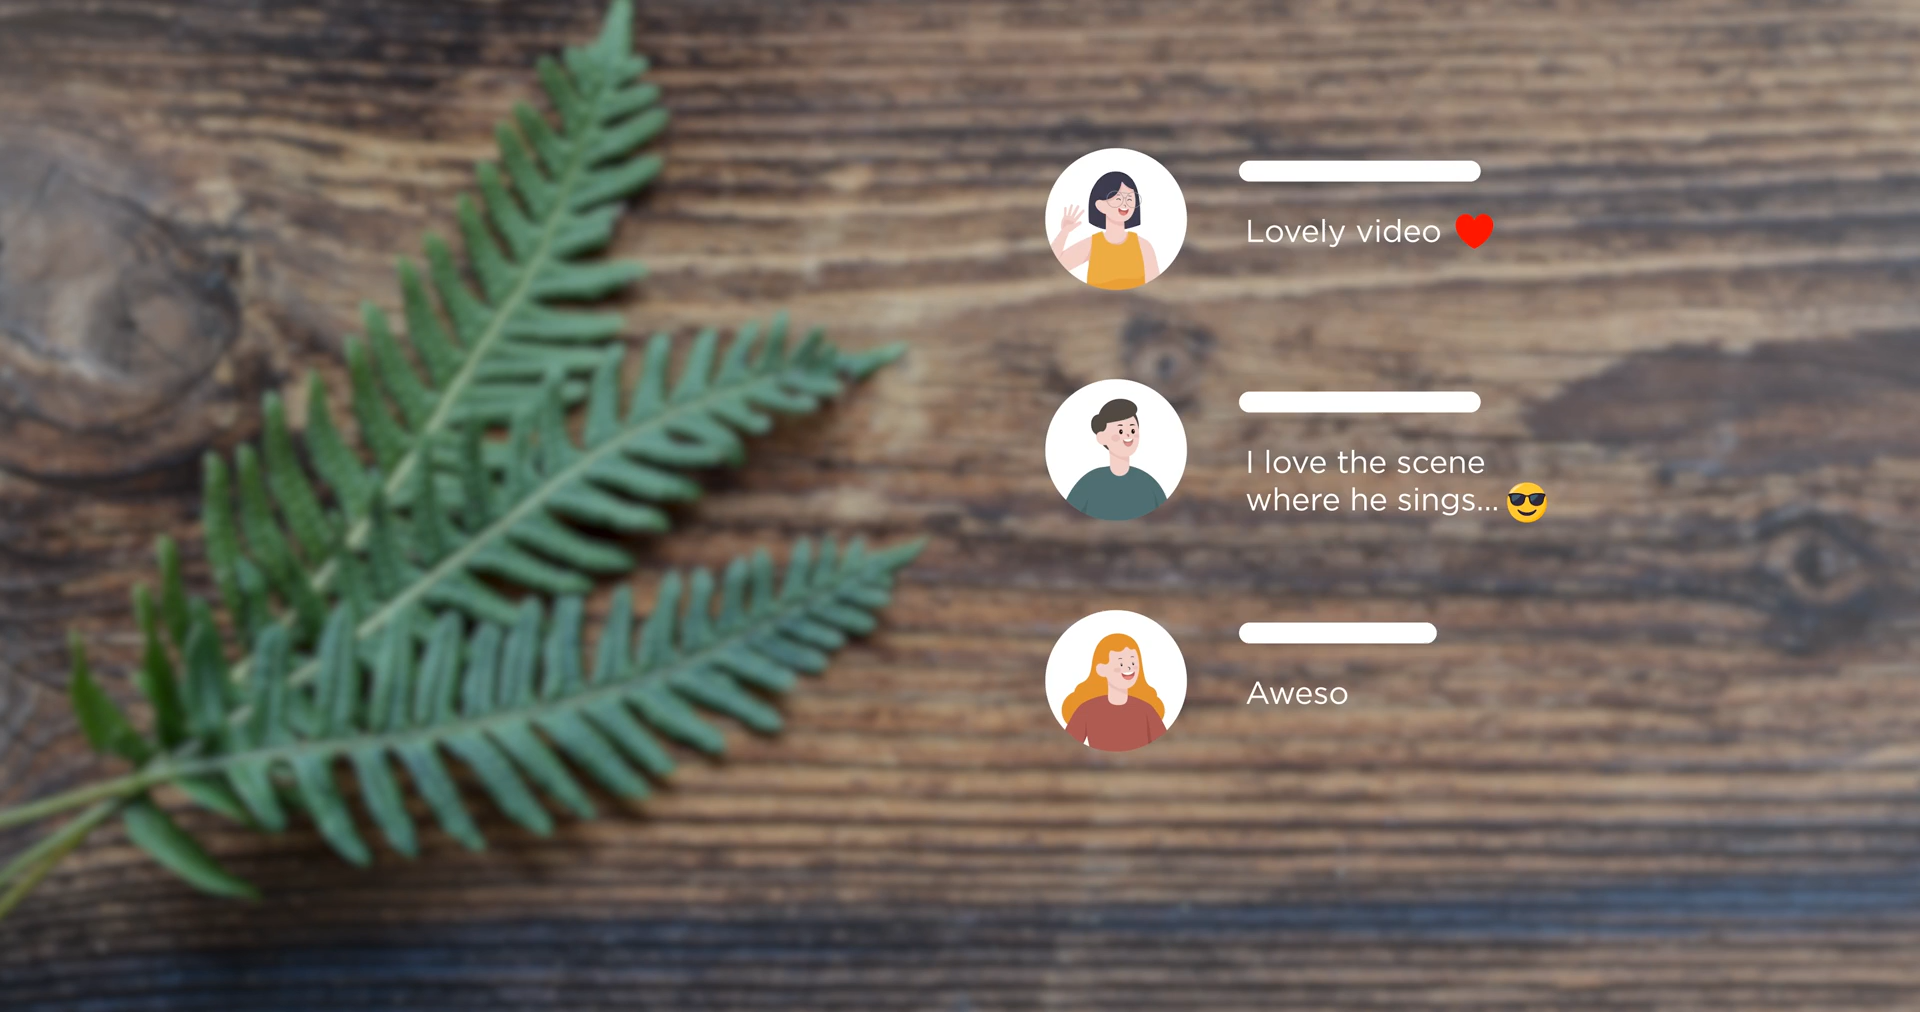 Lovely video ❤️
I love the scene
where he sings... 😎
Aweso